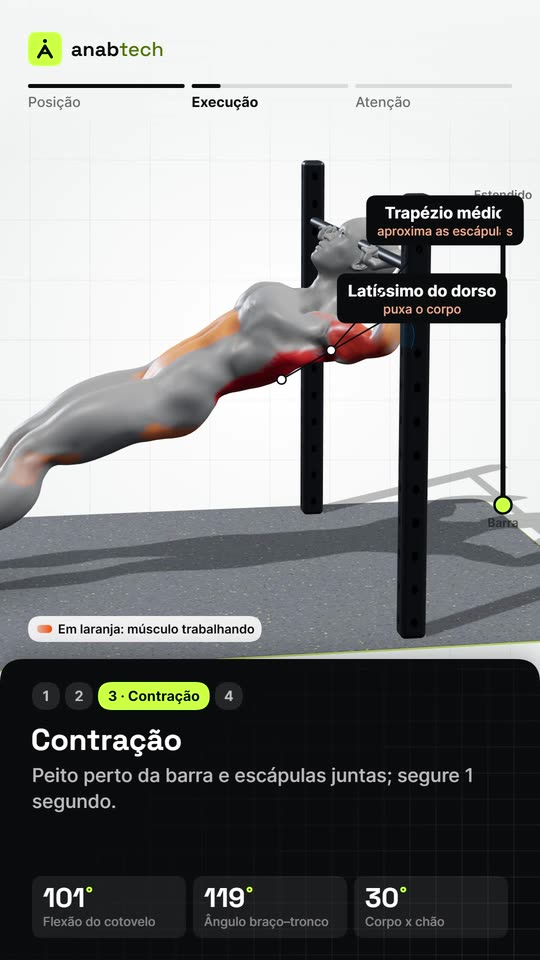 anabtech
Posição
Execução
Atenção
Estendido
Trapézio médio
aproxima as escápulas
Latíssimo do dorso
puxa o corpo
Barra
Em laranja: músculo trabalhando
1
2
3 · Contração
4
Contração
Peito perto da barra e escápulas juntas; segure 1
segundo.
101°
119°
30°
Flexão do cotovelo
Ângulo braço–tronco
Corpo x chão